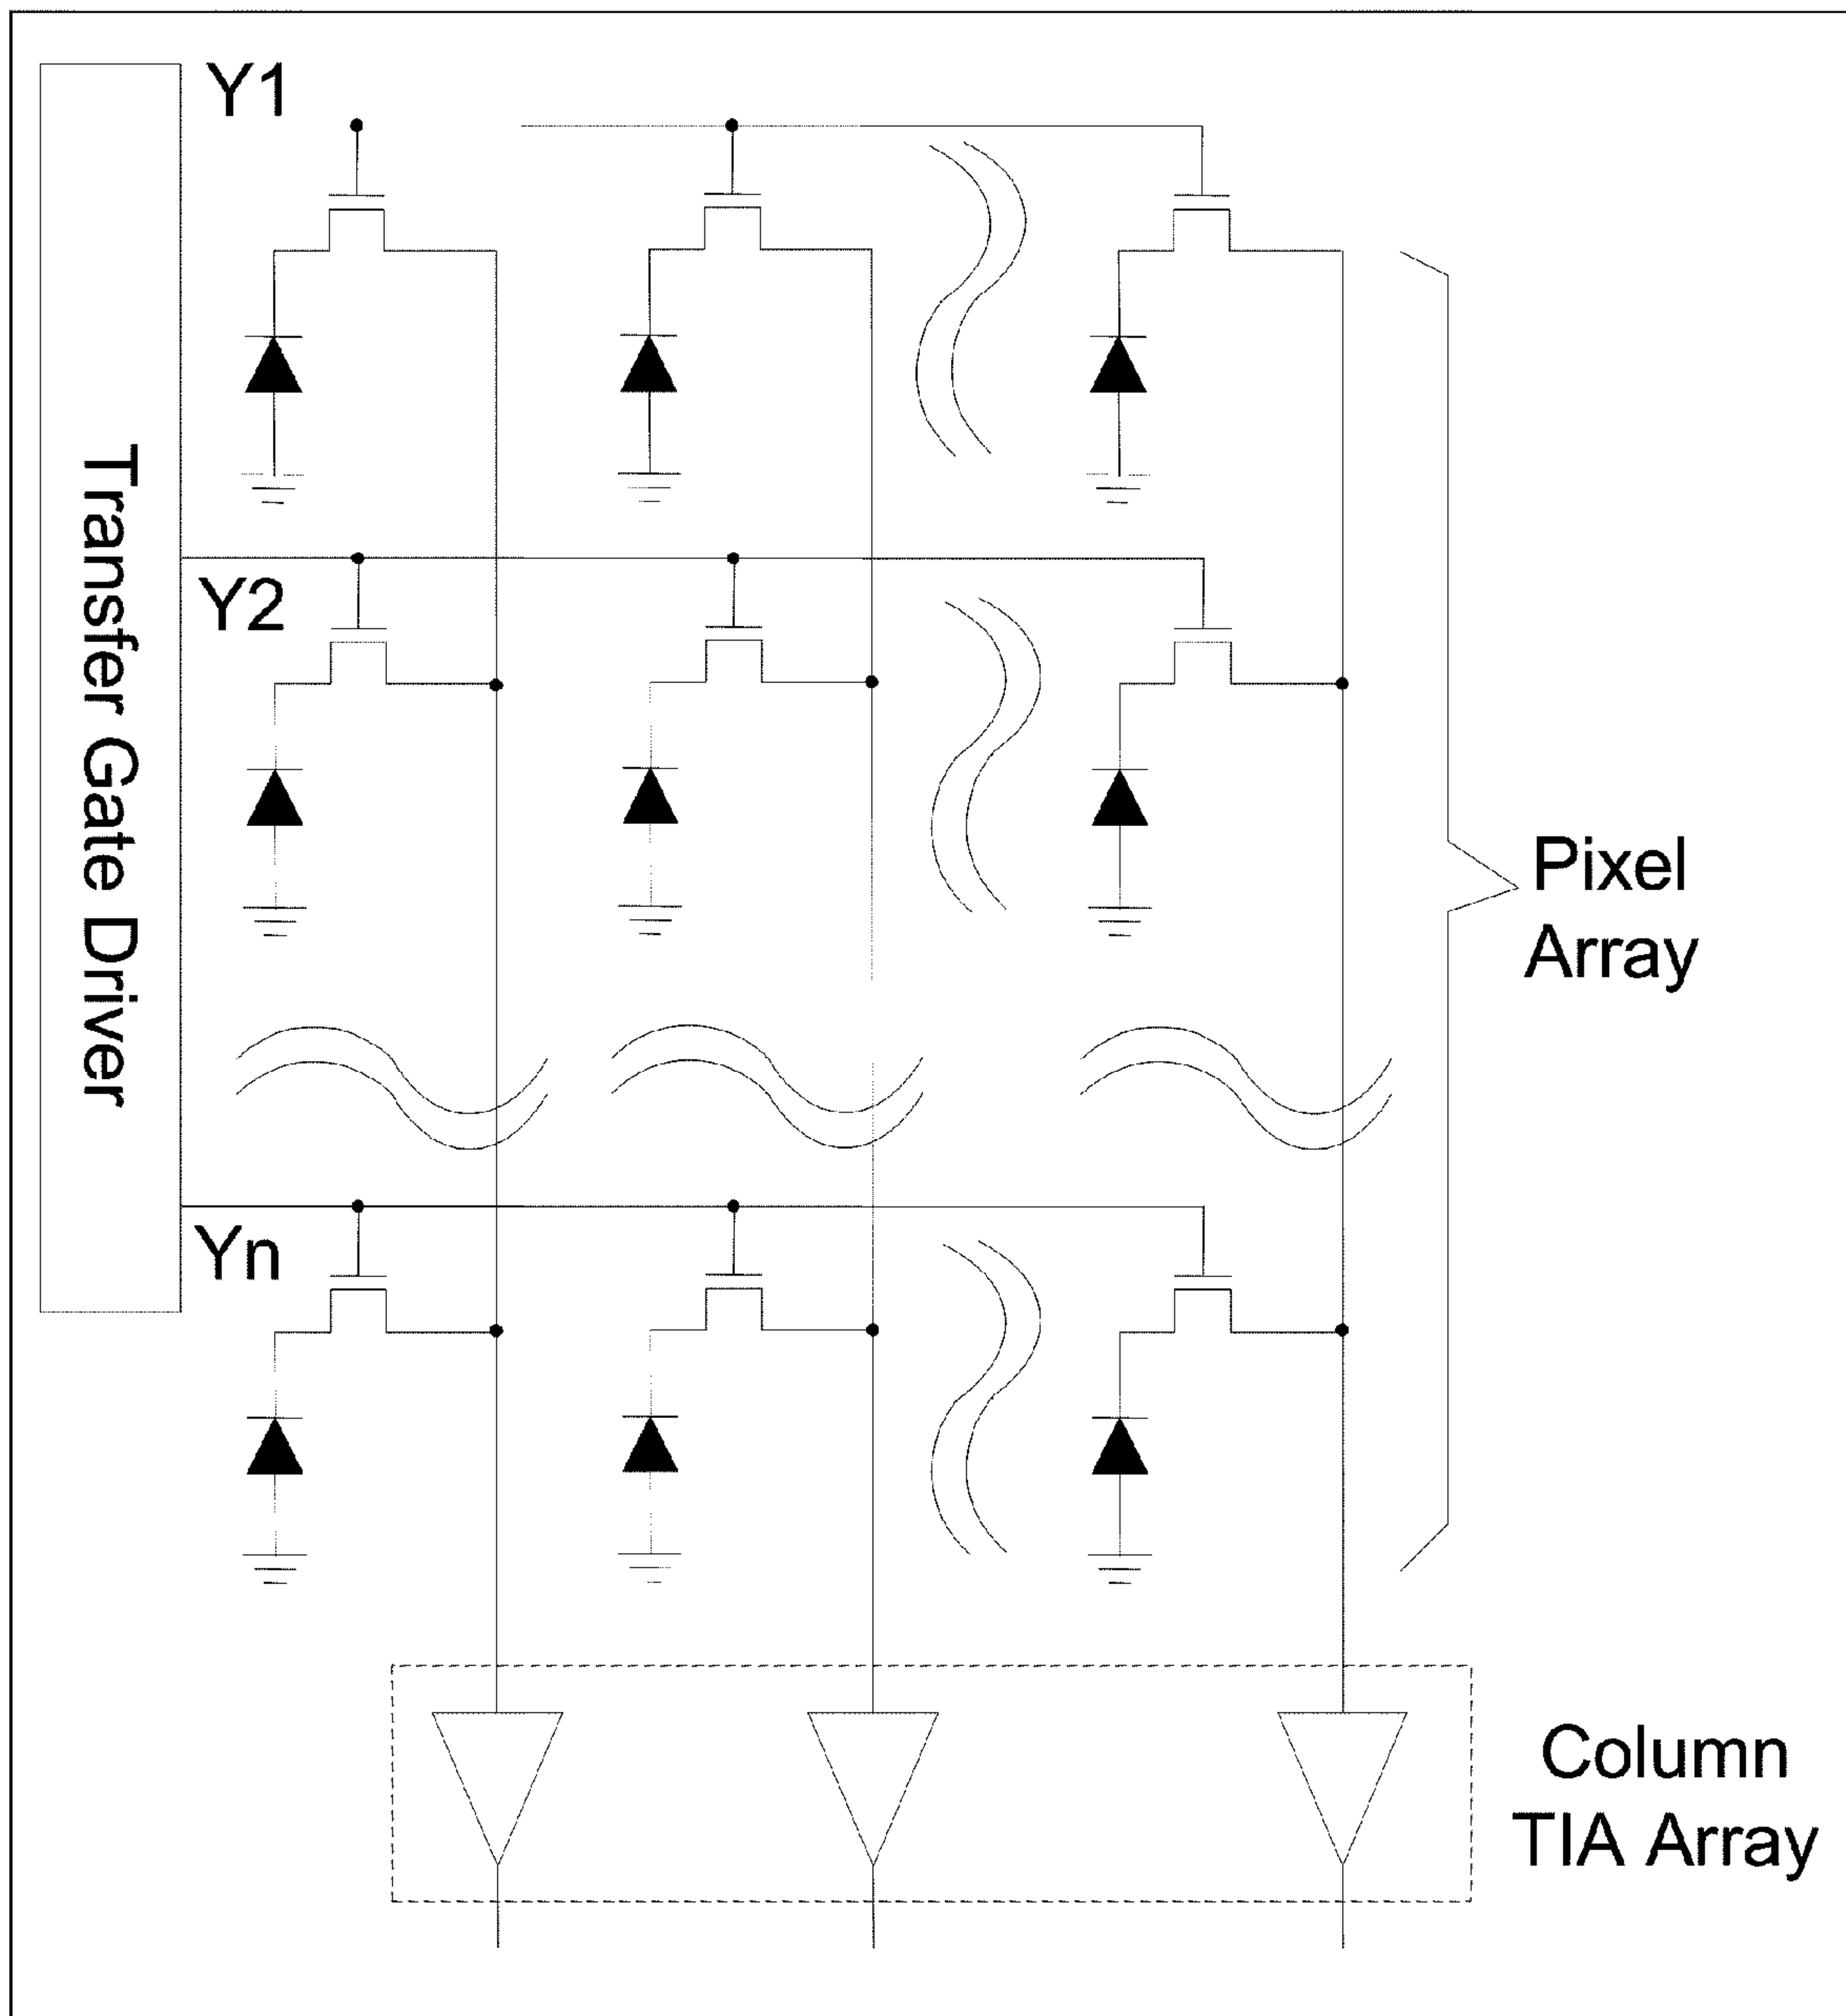 Y1
Transfer Gate Driver
Y2
Pixel
Array
Yn
Column
TIA Array